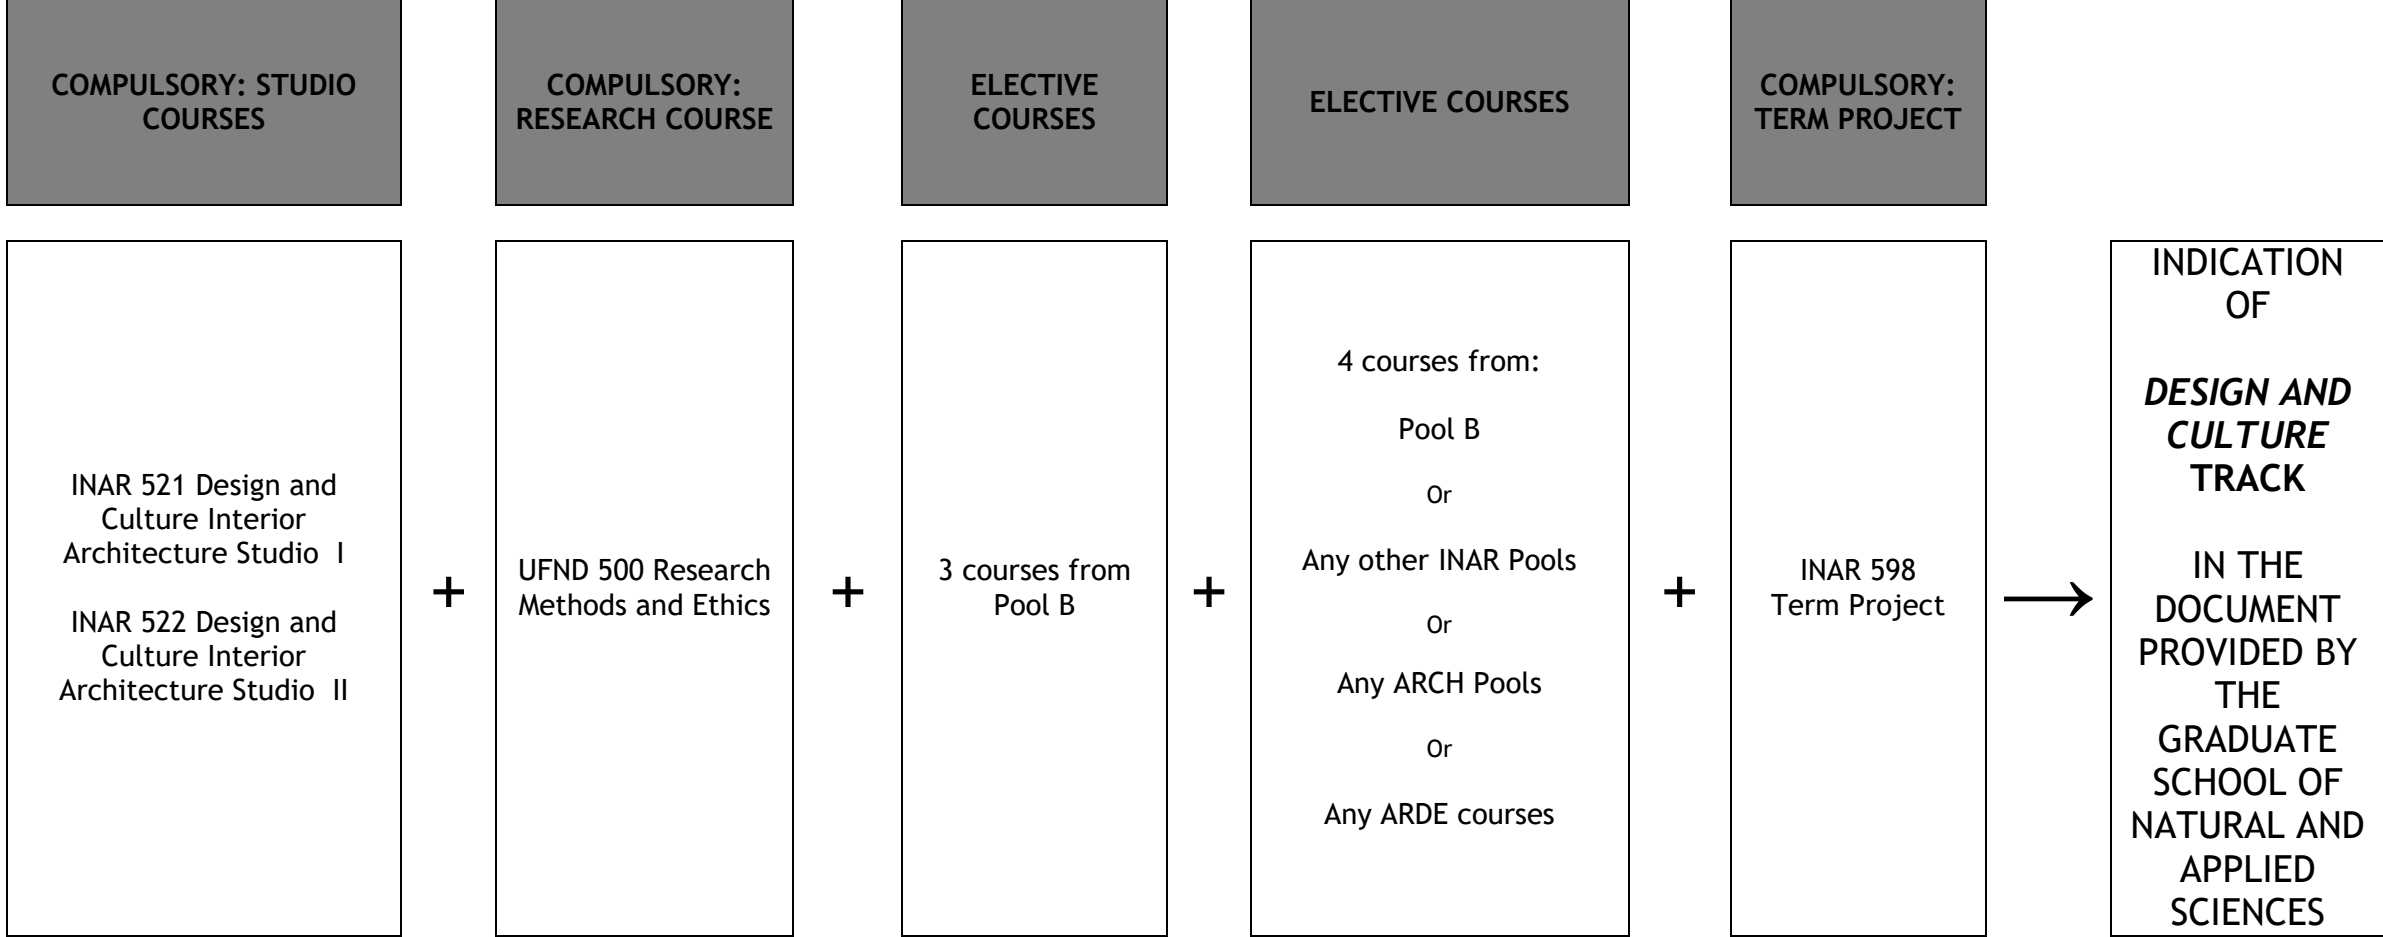 COMPULSORY: STUDIO
COURSES
COMPULSORY:
RESEARCH COURSE
ELECTIVE
COURSES
ELECTIVE COURSES
COMPULSORY:
TERM PROJECT
INAR 521 Design and
Culture Interior
Architecture Studio I
INAR 522 Design and
Culture Interior
Architecture Studio II
+
UFND 500 Research
Methods and Ethics
+
3 courses from
Pool B
+
4 courses from:
Pool B
Or
Any other INAR Pools
Or
Any ARCH Pools
Or
Any ARDE courses
+
INAR 598
Term Project
→
INDICATION
OF
DESIGN AND
CULTURE
TRACK
IN THE
DOCUMENT
PROVIDED BY
THE
GRADUATE
SCHOOL OF
NATURAL AND
APPLIED
SCIENCES